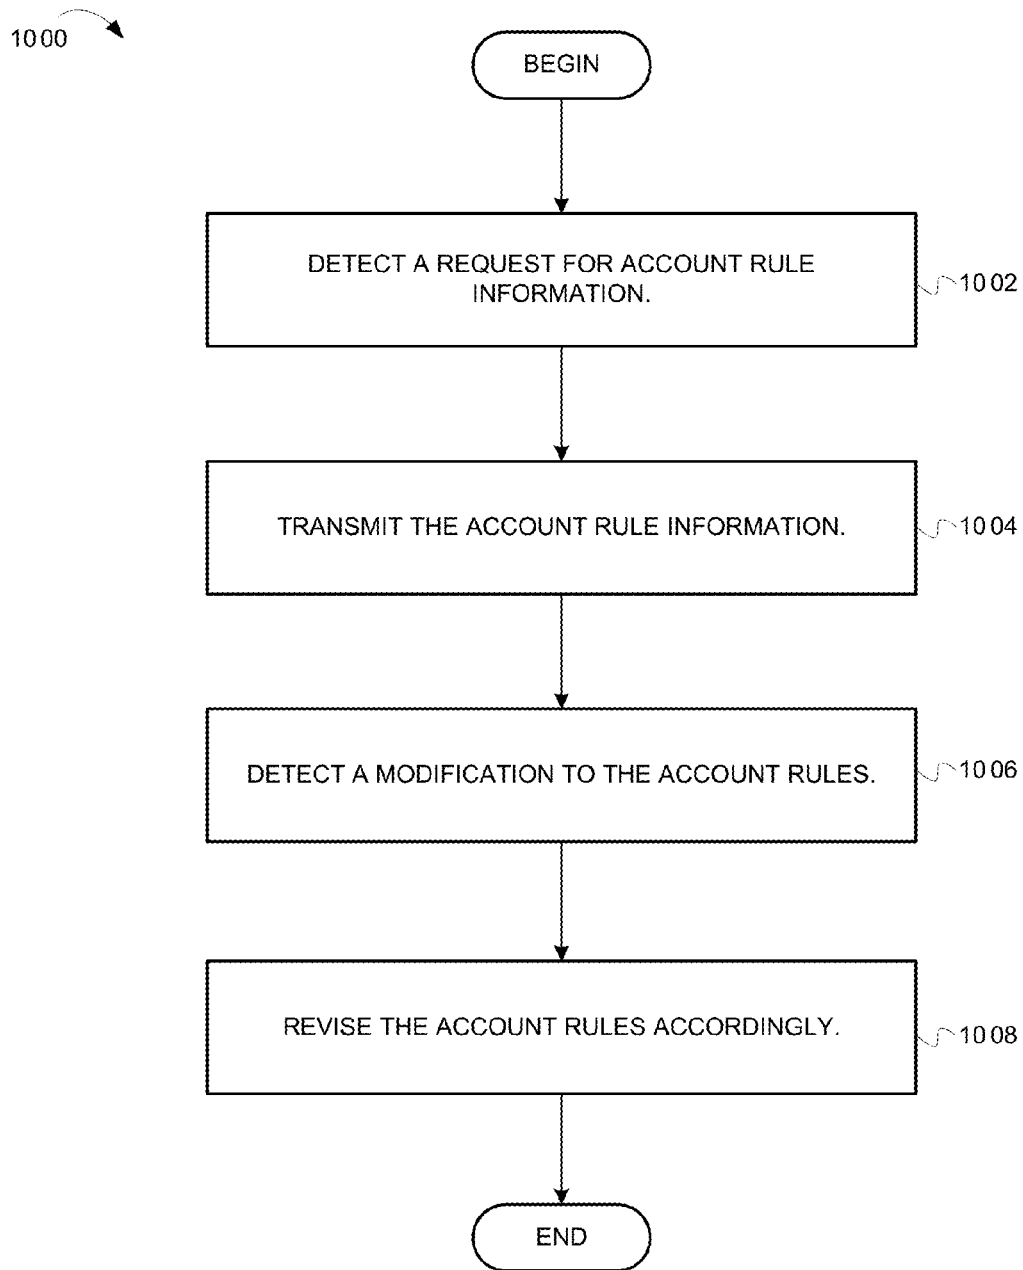 1000
BEGIN
DETECT A REQUEST FOR ACCOUNT RULE
INFORMATION.
1002
TRANSMIT THE ACCOUNT RULE INFORMATION.
1004
DETECT A MODIFICATION TO THE ACCOUNT RULES.
1006
REVISE THE ACCOUNT RULES ACCORDINGLY.
1008
END